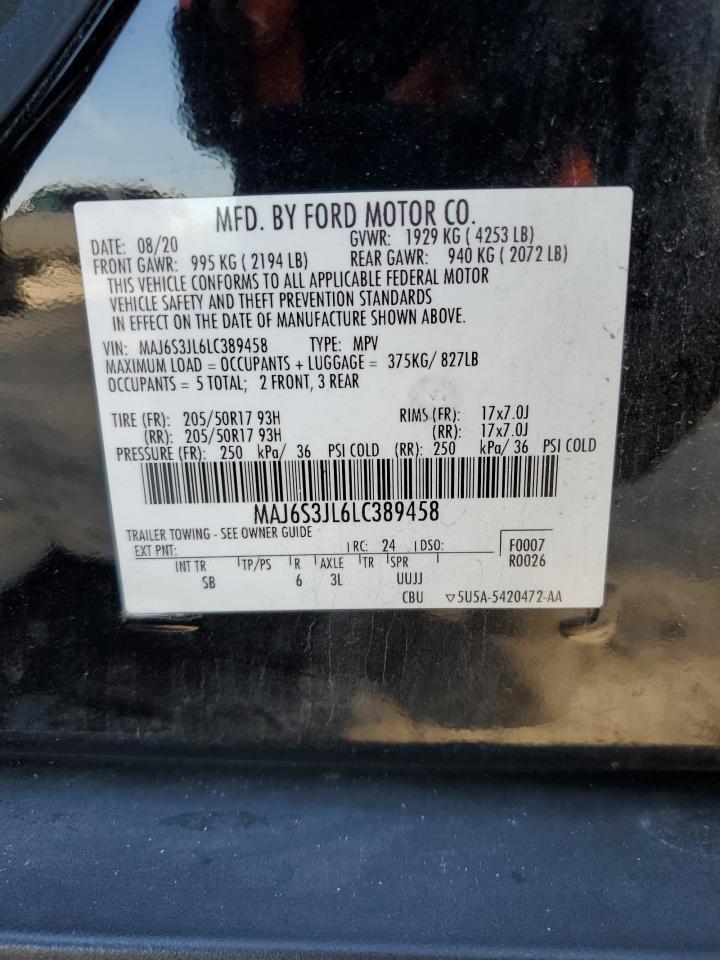 MFD. BY FORD MOTOR CO.
DATE: 08/20 GVWR: 1929 KG ( 4253 LB)
FRONT GAWR: 995 KG ( 2194 LB) REAR GAWR: 940 KG ( 2072 LB)
THIS VEHICLE CONFORMS TO ALL APPLICABLE FEDERAL MOTOR
VEHICLE SAFETY AND THEFT PREVENTION STANDARDS
IN EFFECT ON THE DATE OF MANUFACTURE SHOWN ABOVE.
VIN: MAJ6S3JL6LC389458 TYPE: MPV
MAXIMUM LOAD = OCCUPANTS + LUGGAGE = 375KG/ 827LB
OCCUPANTS = 5 TOTAL; 2 FRONT, 3 REAR
TIRE (FR): 205/50R17 93H RIMS (FR): 17x7.0J
(RR): 205/50R17 93H (RR): 17x7.0J
PRESSURE (FR): 250 kPa/ 36 PSI COLD (RR): 250 kPa/ 36 PSI COLD
MAJ6S3JL6LC389458
TRAILER TOWING - SEE OWNER GUIDE
EXT PNT: RC: 24 DSO: F0007
R0026
INT TR TP/PS R AXLE TR SPR
SB 6 3L UUJJ
CBU ▽5U5A-5420472-AA